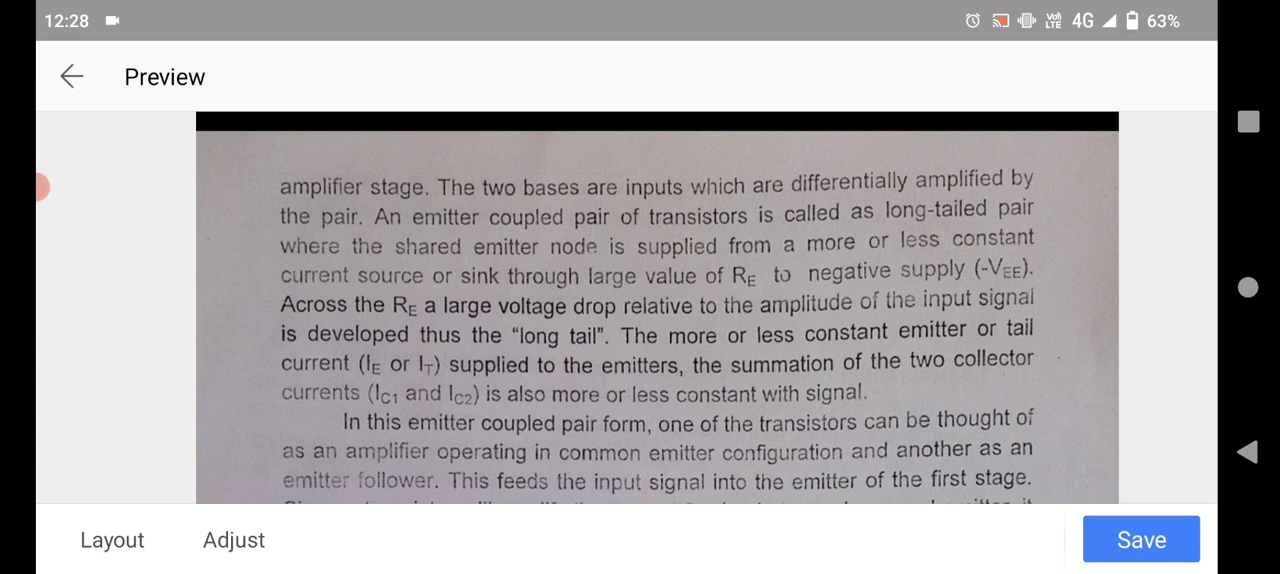 12:28
VoD LTE 4G 63%
Preview
amplifier stage. The two bases are inputs which are differentially amplified by
the pair. An emitter coupled pair of transistors is called as long-tailed pair
where the shared emitter node is supplied from a more or less constant
current source or sink through large value of RE to negative supply (-VEE).
Across the RE a large voltage drop relative to the amplitude of the input signal
is developed thus the “long tail”. The more or less constant emitter or tail
current (IE or IT) supplied to the emitters, the summation of the two collector
currents (IC1 and IC2) is also more or less constant with signal.
In this emitter coupled pair form, one of the transistors can be thought of
as an amplifier operating in common emitter configuration and another as an
emitter follower. This feeds the input signal into the emitter of the first stage.
Layout Adjust Save